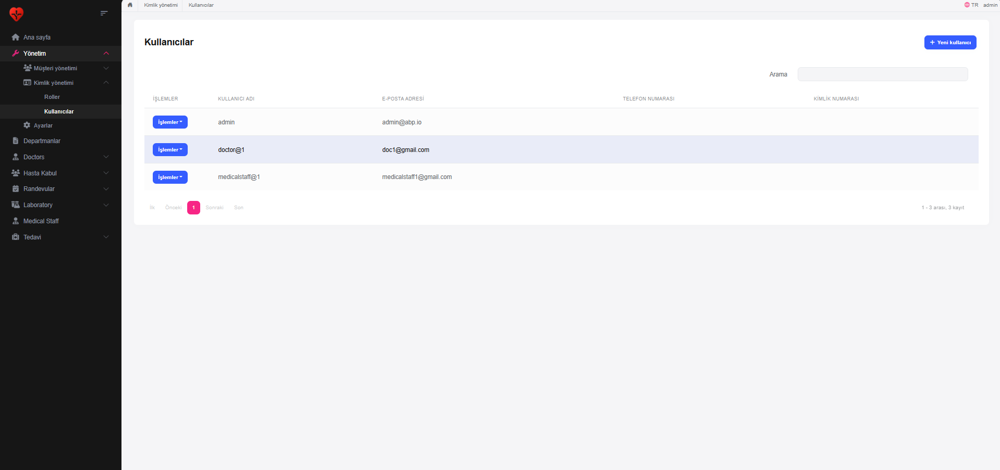 Kimlik yönetimi Kullanıcılar TR admin
Ana sayfa
Yönetim
Müşteri yönetimi
Kimlik yönetimi
Roller
Kullanıcılar
Ayarlar
Departmanlar
Doctors
Hasta Kabul
Randevular
Laboratory
Medical Staff
Tedavi
Kullanıcılar
+ Yeni kullanıcı
Arama
İŞLEMLER KULLANICI ADI E-POSTA ADRESİ TELEFON NUMARASI KİMLİK NUMARASI
İşlemler admin admin@abp.io
İşlemler doctor@1 doc1@gmail.com
İşlemler medicalstaff@1 medicalstaff1@gmail.com
İlk Önceki 1 Sonraki Son 1 - 3 arası, 3 kayıt